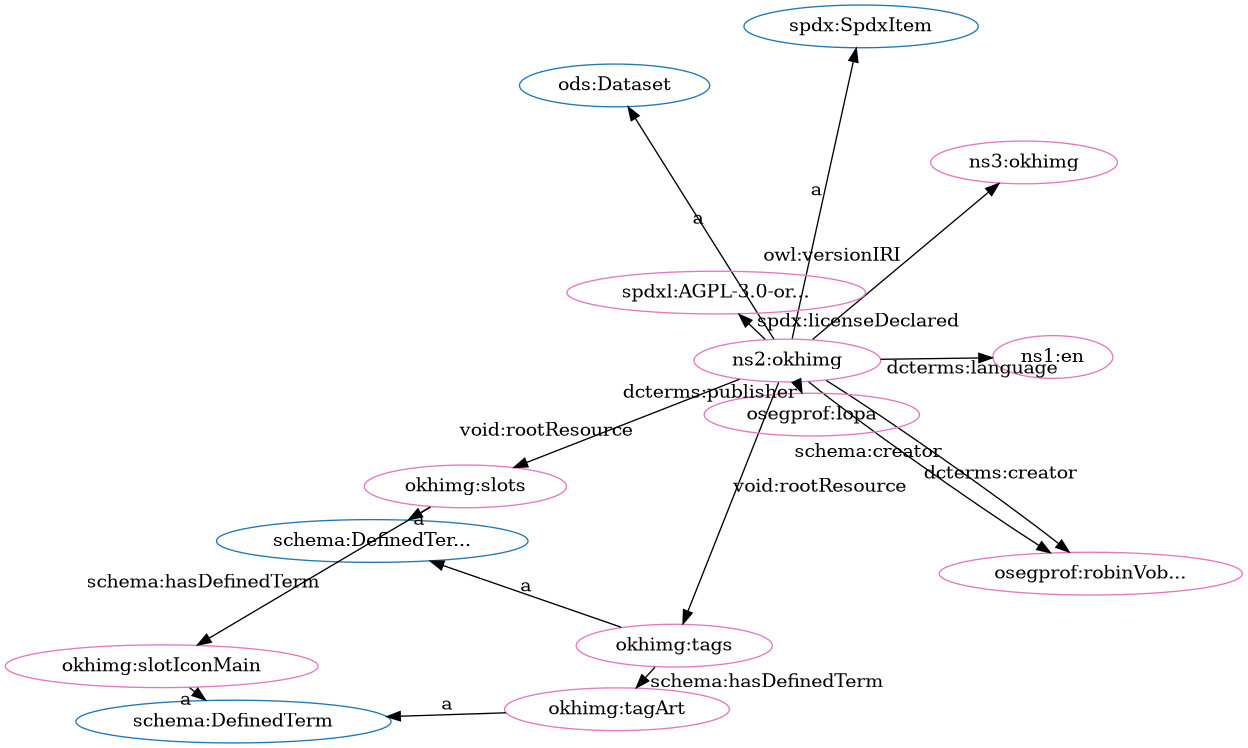 spdx:SpdxItem
ods:Dataset
ns3:okhimg
a
a
owl:versionIRI
spdxl:AGPL-3.0-or...
spdx:licenseDeclared
ns2:okhimg
ns1:en
dcterms:language
dcterms:publisher
osegprof:lopa
void:rootResource
schema:creator
dcterms:creator
okhimg:slots
void:rootResource
a
schema:DefinedTer...
osegprof:robinVob...
schema:hasDefinedTerm
a
okhimg:tags
okhimg:slotIconMain
schema:hasDefinedTerm
a
a
okhimg:tagArt
schema:DefinedTerm